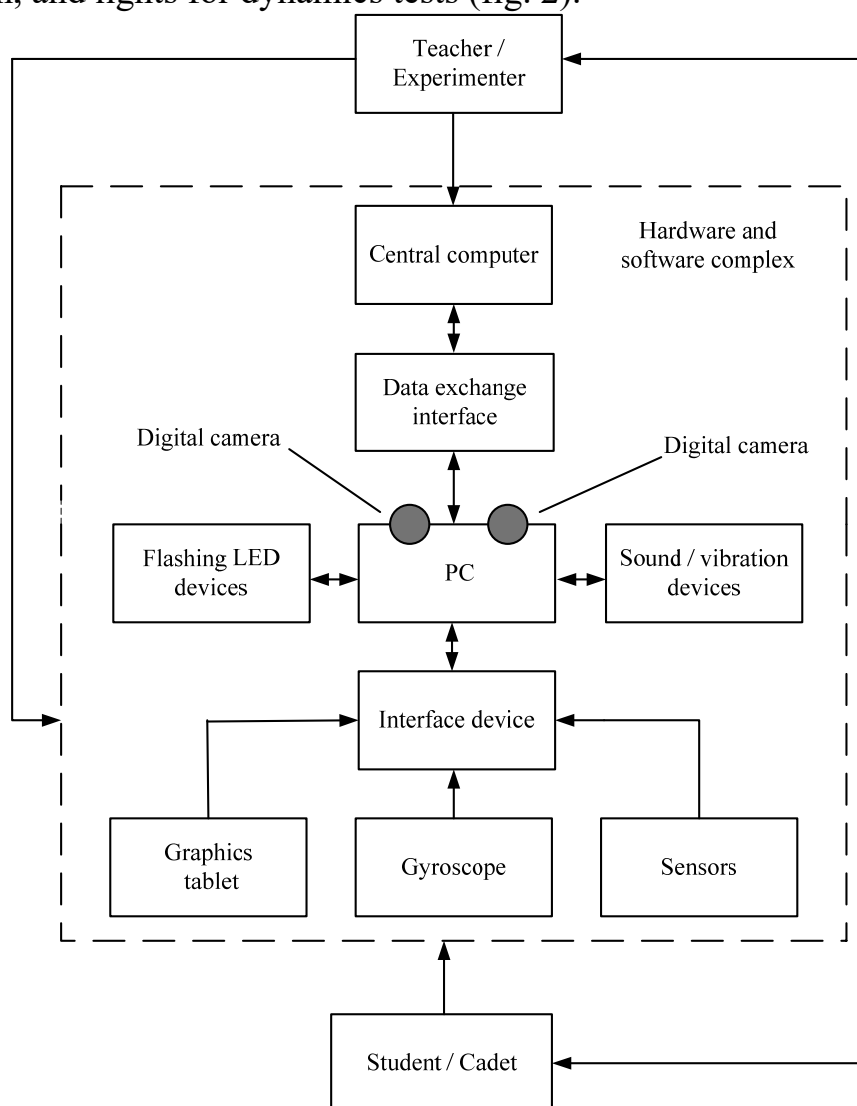 and lights for dynamics tests (fig. 2).
Teacher /
Experimenter
Central computer
Hardware and
software complex
Data exchange
interface
Digital camera
Digital camera
Flashing LED
devices
PC
Sound / vibration
devices
Interface device
Graphics
tablet
Gyroscope
Sensors
Student / Cadet